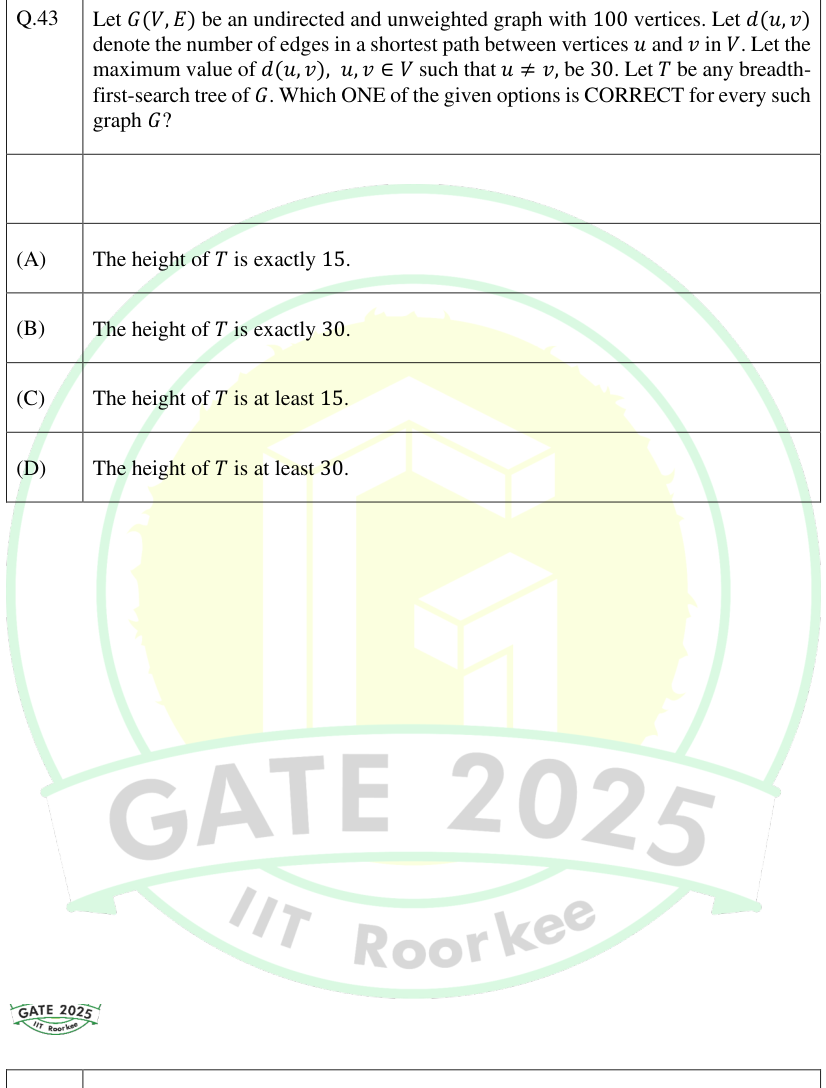 Q.43 Let G(V, E) be an undirected and unweighted graph with 100 vertices. Let d(u, v)
denote the number of edges in a shortest path between vertices u and v in V. Let the
maximum value of d(u, v), u, v ∈ V such that u ≠ v, be 30. Let T be any breadth-
first-search tree of G. Which ONE of the given options is CORRECT for every such
graph G?
(A) The height of T is exactly 15.
(B) The height of T is exactly 30.
(C) The height of T is at least 15.
(D) The height of T is at least 30.
GATE 2025
IIT Roorkee
GATE 2025
IIT Roorkee